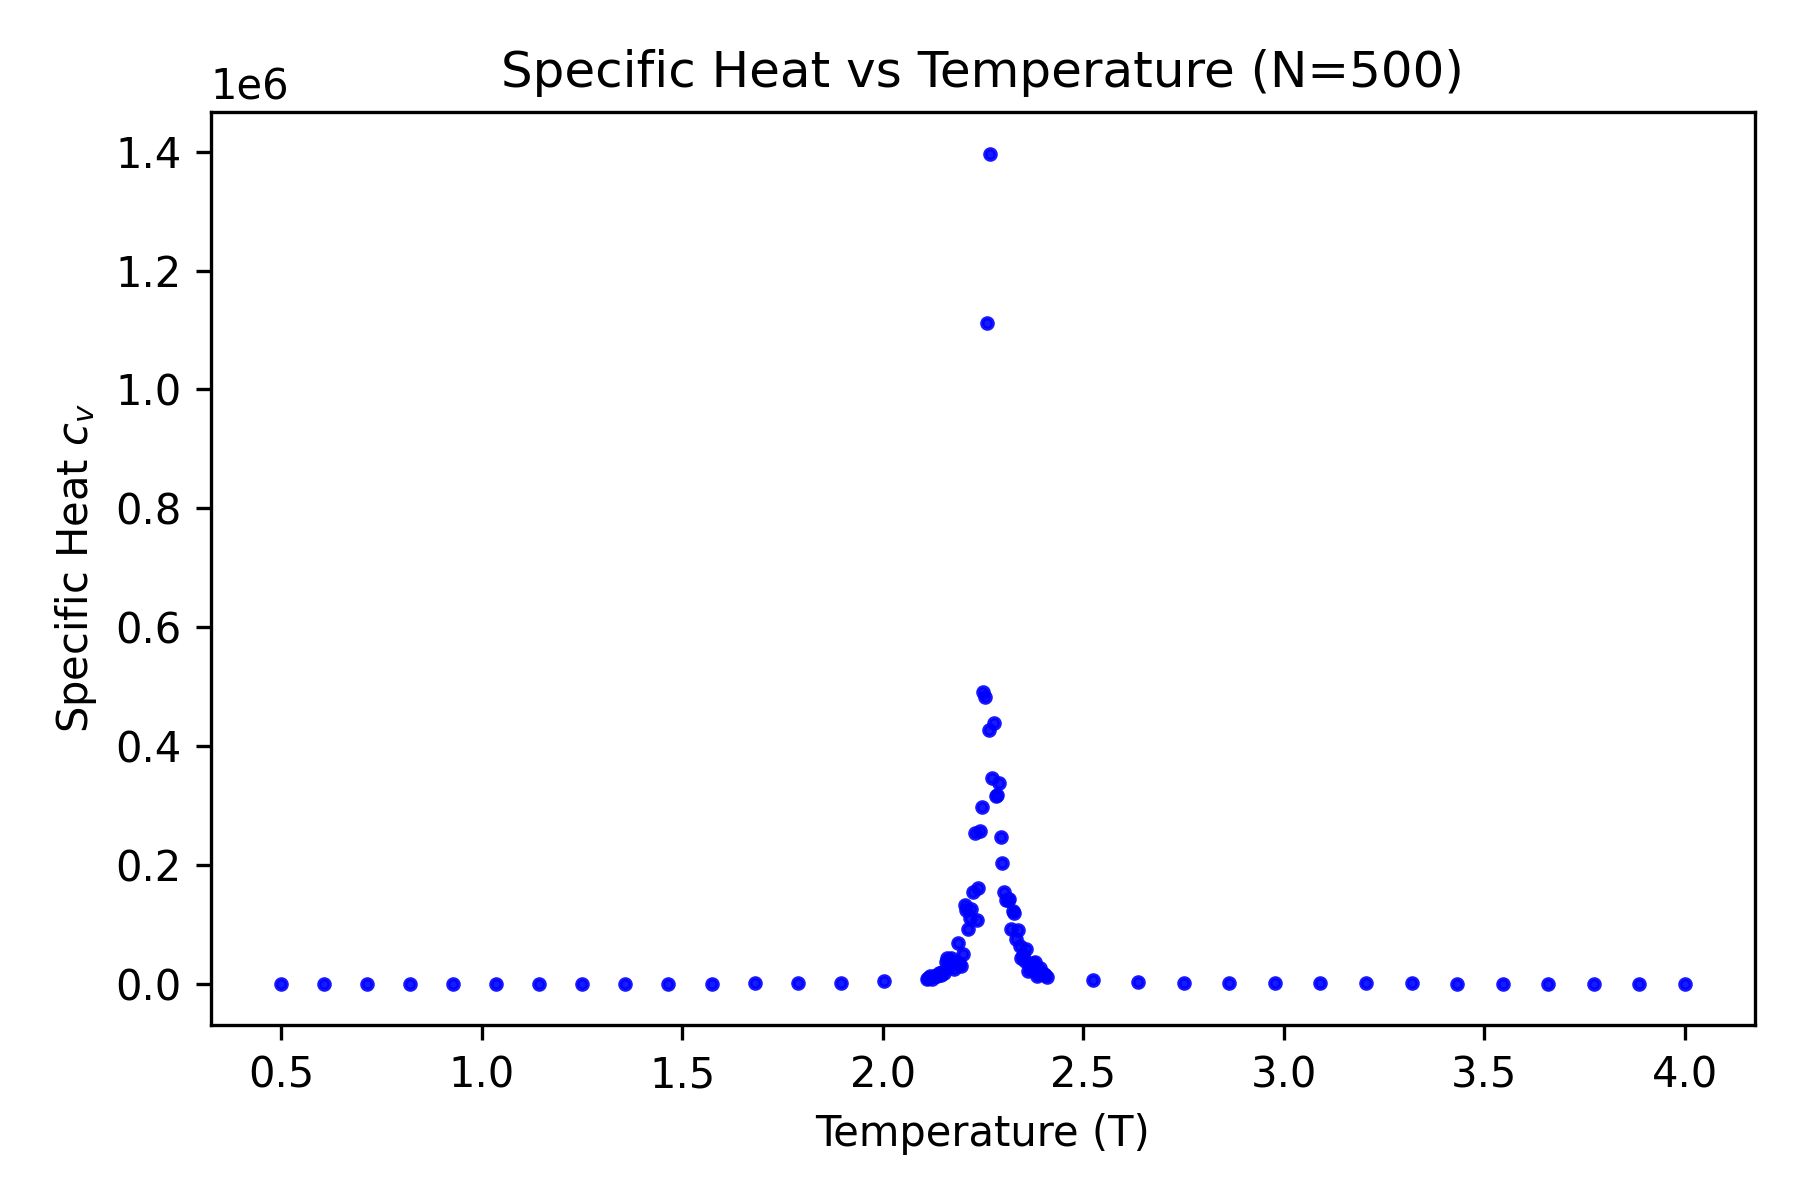 Specific Heat vs Temperature (N=500)
1e6
1.4
1.2
1.0
0.8
0.6
0.4
0.2
0.0
Specific Heat cᵥ
0.5 1.0 1.5 2.0 2.5 3.0 3.5 4.0
Temperature (T)